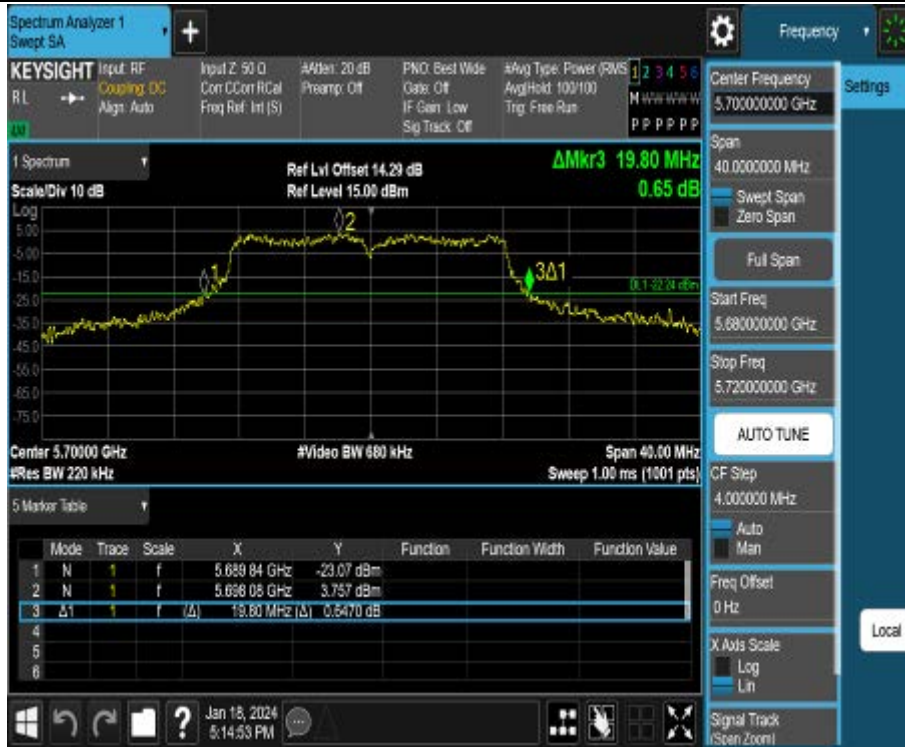 Spectrum Analyzer 1
Swept SA
+
Frequency
KEYSIGHT
RL
Input: RF
Coupling: DC
Align: Auto
Input Z: 50 Ω
Corr CCorr RCal
Freq Ref: Int (S)
#Atten: 20 dB
Preamp: Off
PNO: Best Wide
Gate: Off
IF Gain: Low
Sig Track: Off
#Avg Type: Power (RMS
Avg|Hold: 100/100
Trig: Free Run
1 2 3 4 5 6
M W W W W W
P P P P P P
1 Spectrum
Scale/Div 10 dB
Ref Lvl Offset 14.29 dB
Ref Level 15.00 dBm
ΔMkr3 19.80 MHz
0.65 dB
Log
5.00
-5.00
-15.0
-25.0
-35.0
-45.0
-55.0
-65.0
-75.0
1
2
3Δ1
DL1 -22.24 dBm
Center 5.70000 GHz
#Res BW 220 kHz
#Video BW 680 kHz
Span 40.00 MHz
Sweep 1.00 ms (1001 pts)
5 Marker Table
Mode Trace Scale X Y Function Function Width Function Value
1 N 1 f 5.689 84 GHz -23.07 dBm
2 N 1 f 5.698 08 GHz 3.757 dBm
3 Δ1 1 f (Δ) 19.80 MHz (Δ) 0.6470 dB
4
5
6
Jan 18, 2024
5:14:53 PM
?
Center Frequency
5.700000000 GHz
Span
40.0000000 MHz
Swept Span
Zero Span
Full Span
Start Freq
5.680000000 GHz
Stop Freq
5.720000000 GHz
AUTO TUNE
CF Step
4.000000 MHz
Auto
Man
Freq Offset
0 Hz
X Axis Scale
Log
Lin
Signal Track
(Span Zoom)
Settings
Local